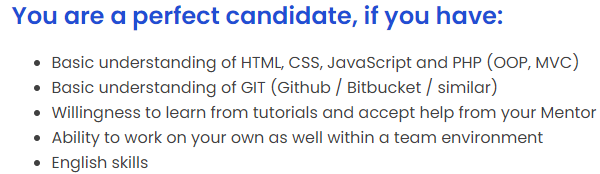 You are a perfect candidate, if you have:
• Basic understanding of HTML, CSS, JavaScript and PHP (OOP, MVC)
• Basic understanding of GIT (Github / Bitbucket / similar)
• Willingness to learn from tutorials and accept help from your Mentor
• Ability to work on your own as well within a team environment
• English skills